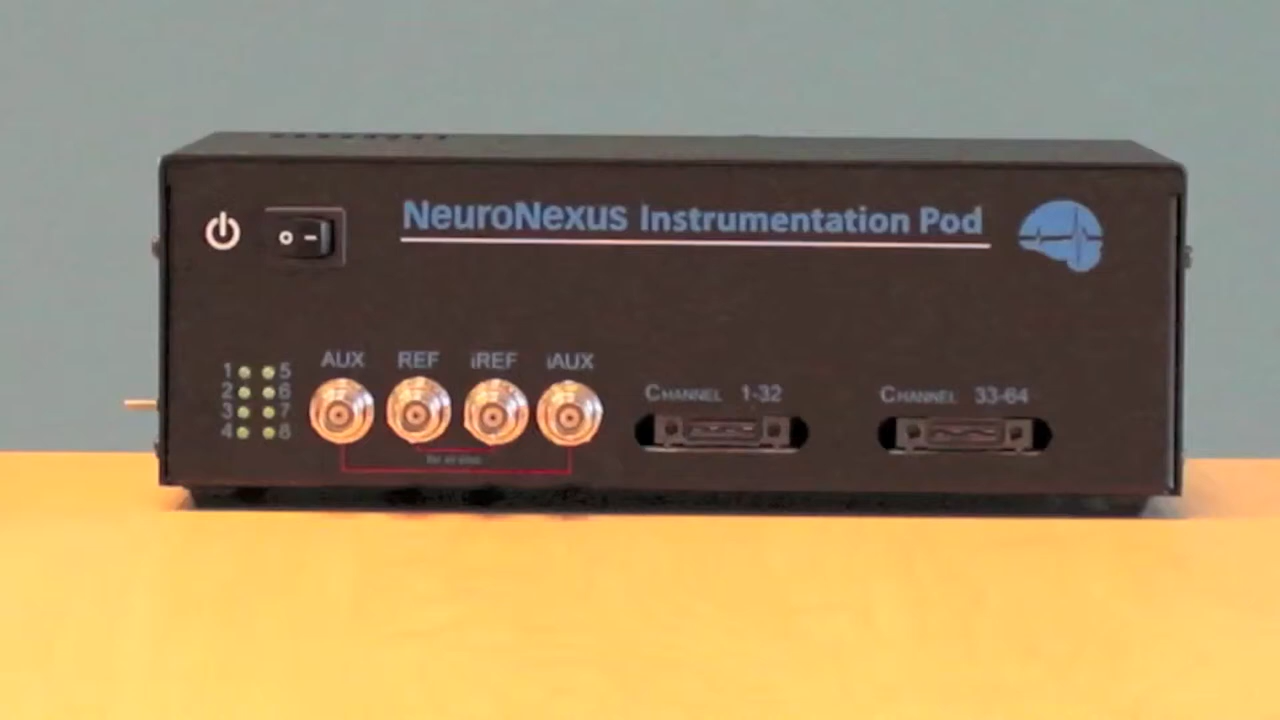 NeuroNexus Instrumentation Pod
AUX REF iREF iAUX
1 5
2 6
3 7
4 8
CHANNEL 1-32
CHANNEL 33-64